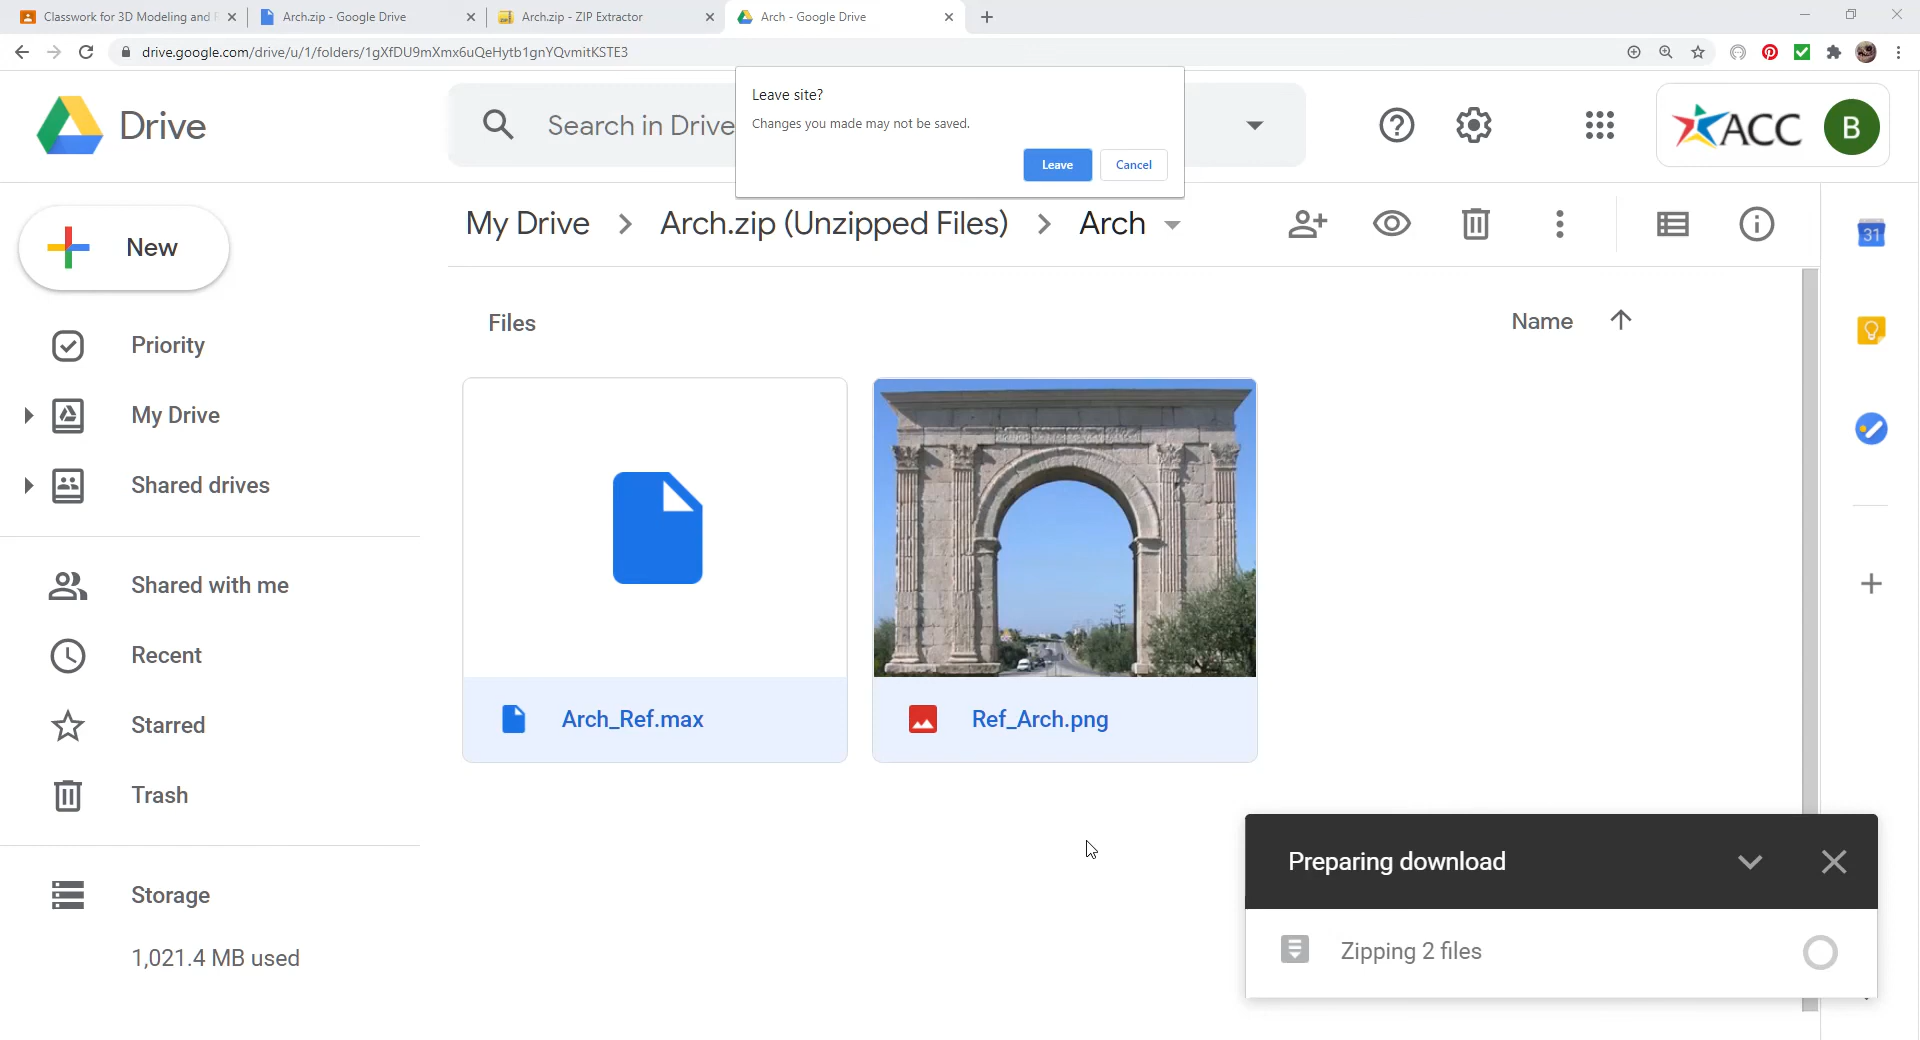 Classwork for 3D Modeling and
Arch.zip - Google Drive
Arch.zip - ZIP Extractor
Arch - Google Drive
drive.google.com/drive/u/1/folders/1gXfDU9mXmx6uQeHytb1gnYQvmitKSTE3
Leave site?
Changes you made may not be saved.
Leave
Cancel
Drive
Search in Drive
ACC
B
New
My Drive
Arch.zip (Unzipped Files)
Arch
31
Files
Name
Priority
My Drive
Shared drives
Shared with me
Recent
Starred
Trash
Storage
1,021.4 MB used
Arch_Ref.max
Ref_Arch.png
Preparing download
Zipping 2 files